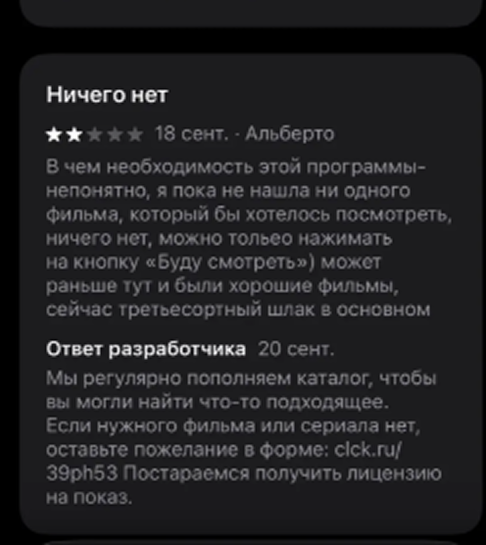 Ничего нет
★★★★★ 18 сент. · Альберто
В чем необходимость этой программы-
непонятно, я пока не нашла ни одного
фильма, который бы хотелось посмотреть,
ничего нет, можно тольео нажимать
на кнопку «Буду смотреть») может
раньше тут и были хорошие фильмы,
сейчас третьесортный шлак в основном
Ответ разработчика 20 сент.
Мы регулярно пополняем каталог, чтобы
вы могли найти что-то подходящее.
Если нужного фильма или сериала нет,
оставьте пожелание в форме: clck.ru/
39ph53 Постараемся получить лицензию
на показ.